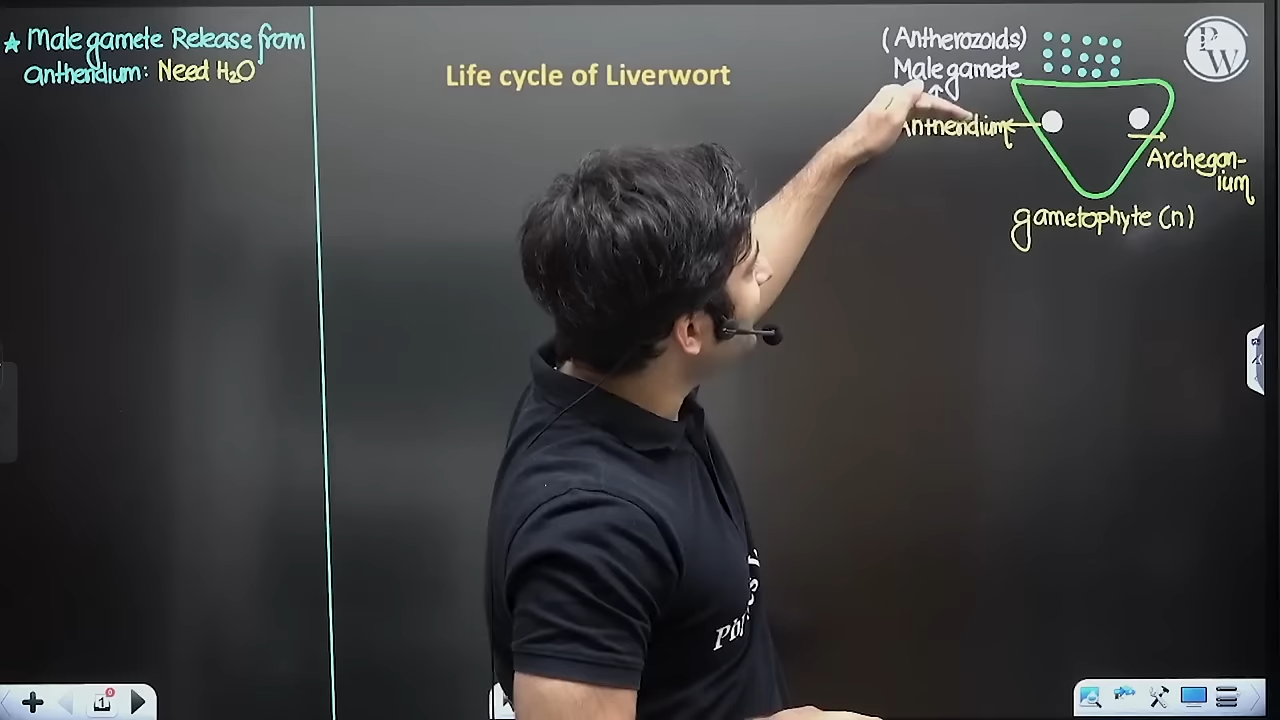 ★ Male gamete Release from
antheridium: Need H₂O
Life cycle of Liverwort
(Antherozoids)
Male gamete
Antheridium
Archegon-
ium
gametophyte (n)
PW
1